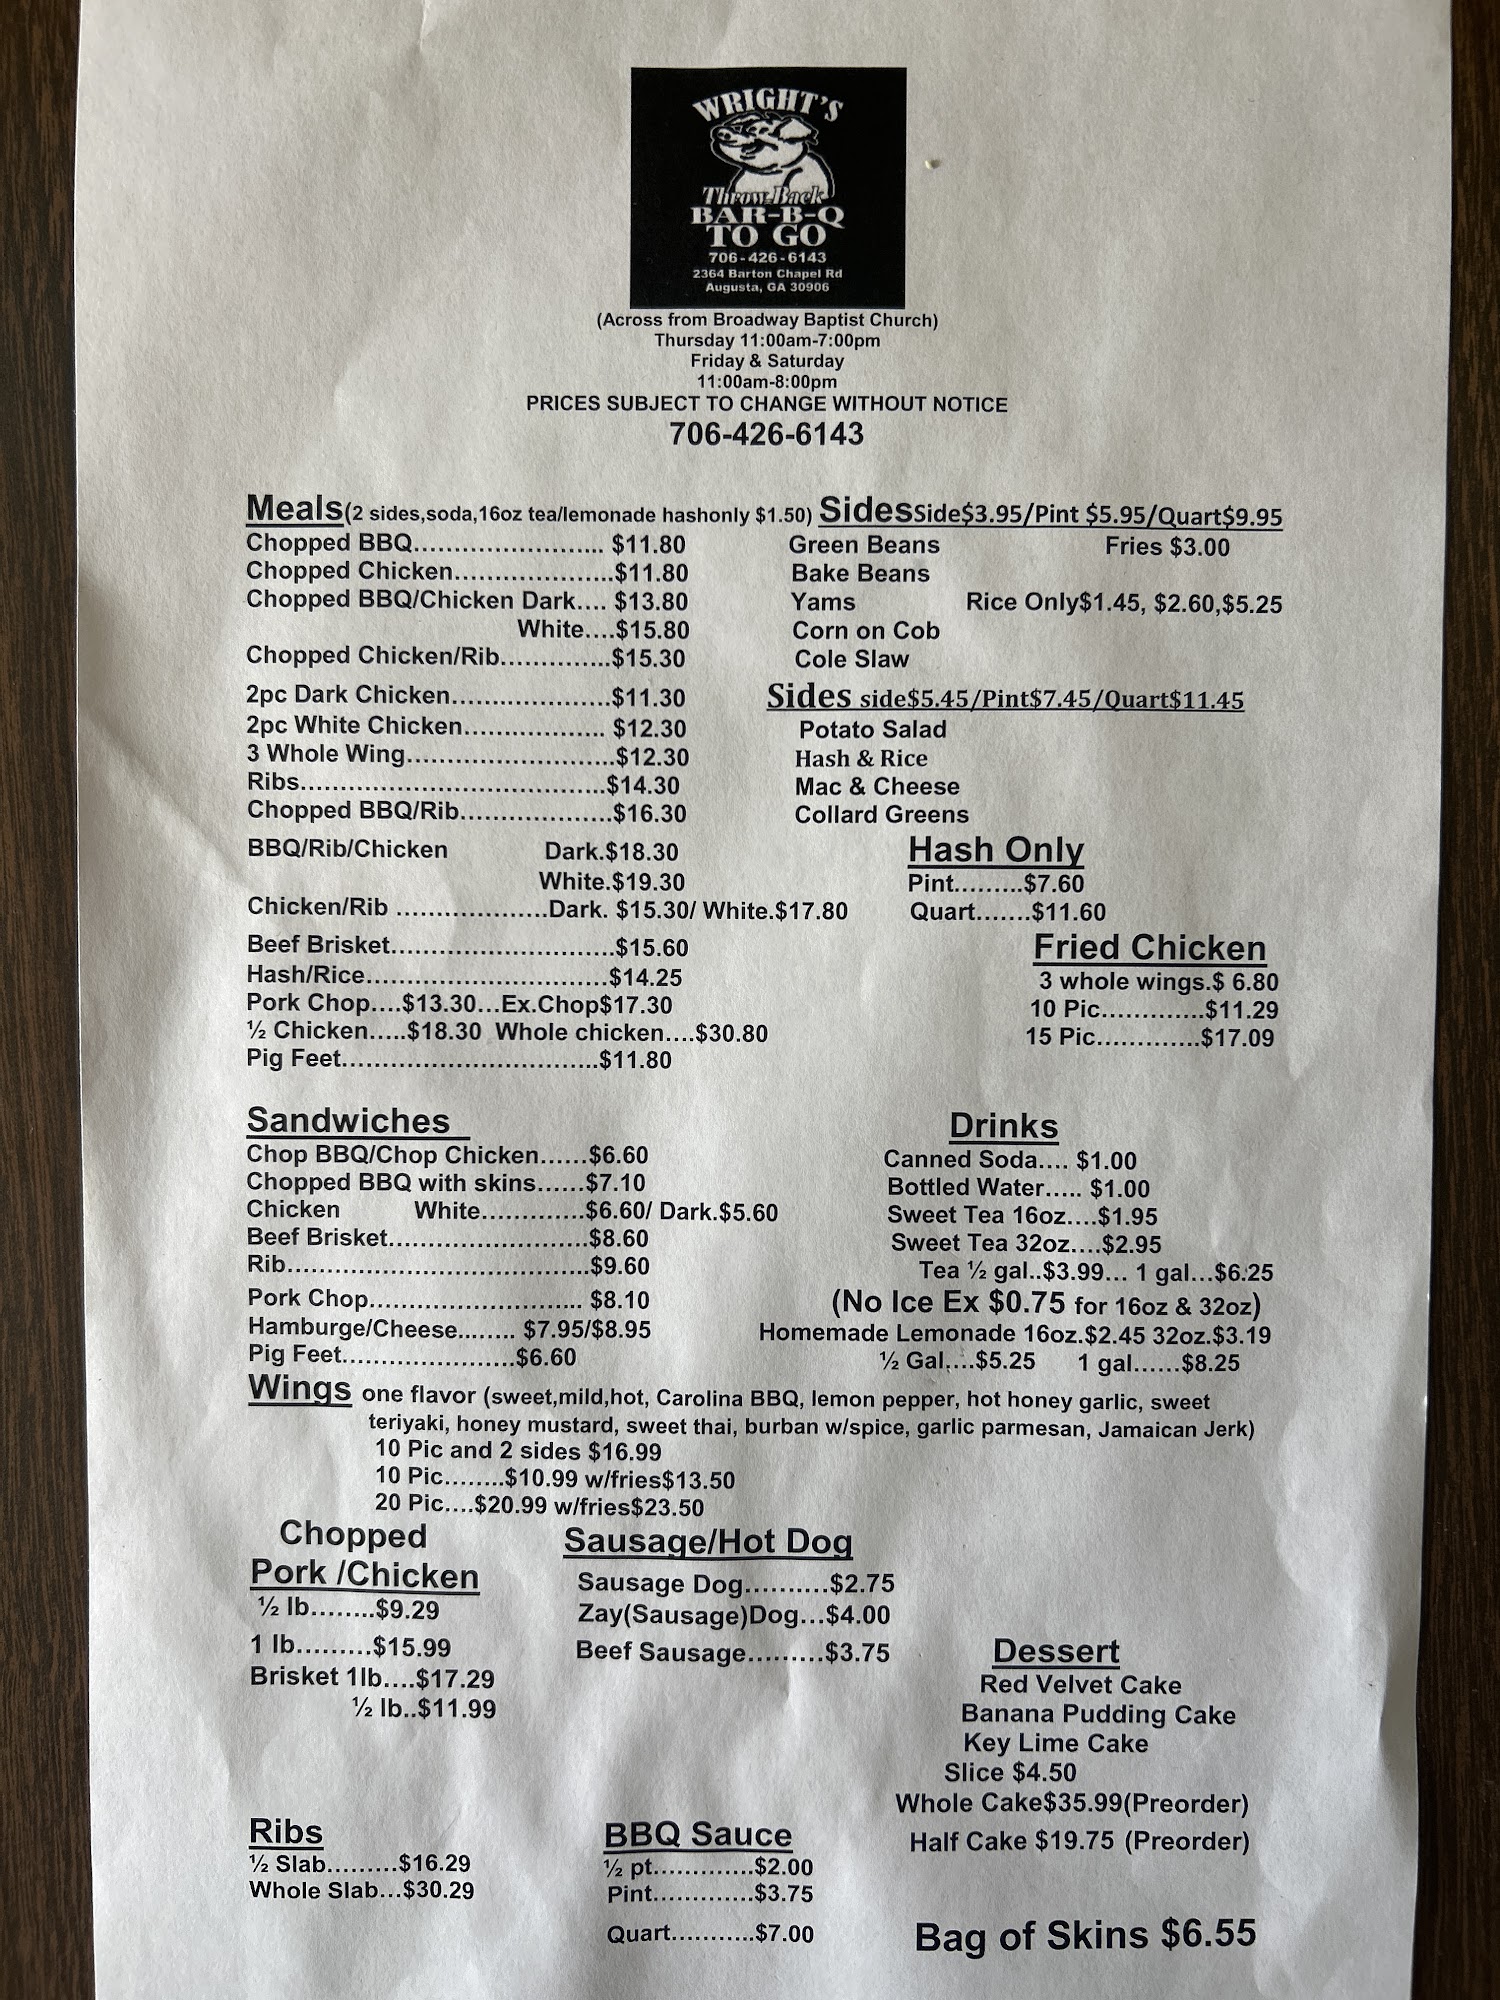 WRIGHT'S
Throw-Back
BAR-B-Q
TO GO
706-426-6143
2364 Barton Chapel Rd
Augusta, GA 30906
(Across from Broadway Baptist Church)
Thursday 11:00am-7:00pm
Friday & Saturday
11:00am-8:00pm
PRICES SUBJECT TO CHANGE WITHOUT NOTICE
706-426-6143
Meals(2 sides,soda,16oz tea/lemonade hashonly $1.50)
Chopped BBQ........................ $11.80
Chopped Chicken....................$11.80
Chopped BBQ/Chicken Dark.... $13.80
White....$15.80
Chopped Chicken/Rib..............$15.30
2pc Dark Chicken....................$11.30
2pc White Chicken.................. $12.30
3 Whole Wing..........................$12.30
Ribs......................................$14.30
Chopped BBQ/Rib...................$16.30
BBQ/Rib/Chicken Dark.$18.30
White.$19.30
Chicken/Rib ...................Dark. $15.30/ White.$17.80
Beef Brisket............................$15.60
Hash/Rice..............................$14.25
Pork Chop....$13.30...Ex.Chop$17.30
½ Chicken.....$18.30 Whole chicken....$30.80
Pig Feet................................$11.80
SidesSide$3.95/Pint $5.95/Quart$9.95
Green Beans Fries $3.00
Bake Beans
Yams Rice Only$1.45, $2.60,$5.25
Corn on Cob
Cole Slaw
Sides side$5.45/Pint$7.45/Quart$11.45
Potato Salad
Hash & Rice
Mac & Cheese
Collard Greens
Hash Only
Pint.........$7.60
Quart.......$11.60
Fried Chicken
3 whole wings.$ 6.80
10 Pic.............$11.29
15 Pic.............$17.09
Sandwiches
Chop BBQ/Chop Chicken......$6.60
Chopped BBQ with skins......$7.10
Chicken White.............$6.60/ Dark.$5.60
Beef Brisket.........................$8.60
Rib......................................$9.60
Pork Chop.......................... $8.10
Hamburge/Cheese........ $7.95/$8.95
Pig Feet......................$6.60
Drinks
Canned Soda.... $1.00
Bottled Water..... $1.00
Sweet Tea 16oz....$1.95
Sweet Tea 32oz....$2.95
Tea ½ gal..$3.99... 1 gal...$6.25
(No Ice Ex $0.75 for 16oz & 32oz)
Homemade Lemonade 16oz.$2.45 32oz.$3.19
½ Gal....$5.25 1 gal......$8.25
Wings one flavor (sweet,mild,hot, Carolina BBQ, lemon pepper, hot honey garlic, sweet
teriyaki, honey mustard, sweet thai, burban w/spice, garlic parmesan, Jamaican Jerk)
10 Pic and 2 sides $16.99
10 Pic........$10.99 w/fries$13.50
20 Pic....$20.99 w/fries$23.50
Chopped
Pork /Chicken
½ lb........$9.29
1 lb.........$15.99
Brisket 1lb....$17.29
½ lb..$11.99
Sausage/Hot Dog
Sausage Dog..........$2.75
Zay(Sausage)Dog...$4.00
Beef Sausage.........$3.75
Dessert
Red Velvet Cake
Banana Pudding Cake
Key Lime Cake
Slice $4.50
Whole Cake$35.99(Preorder)
Half Cake $19.75 (Preorder)
Ribs
½ Slab.........$16.29
Whole Slab...$30.29
BBQ Sauce
½ pt.............$2.00
Pint.............$3.75
Quart...........$7.00
Bag of Skins $6.55